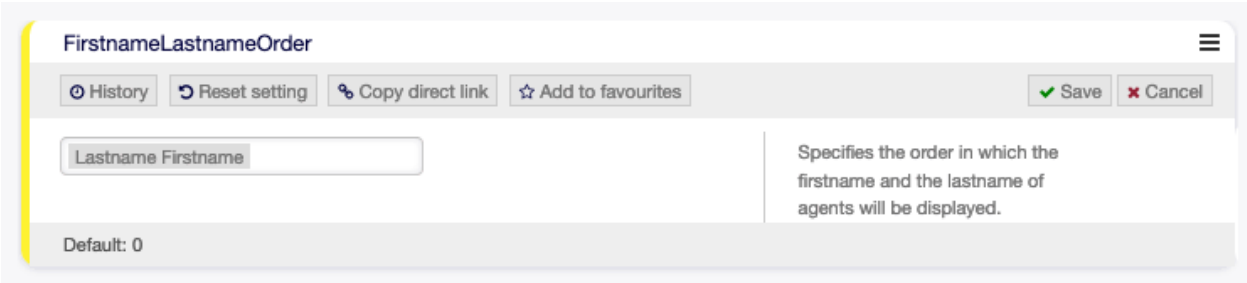 FirstnameLastnameOrder
History Reset setting Copy direct link Add to favourites Save Cancel
Lastname Firstname
Specifies the order in which the
firstname and the lastname of
agents will be displayed.
Default: 0